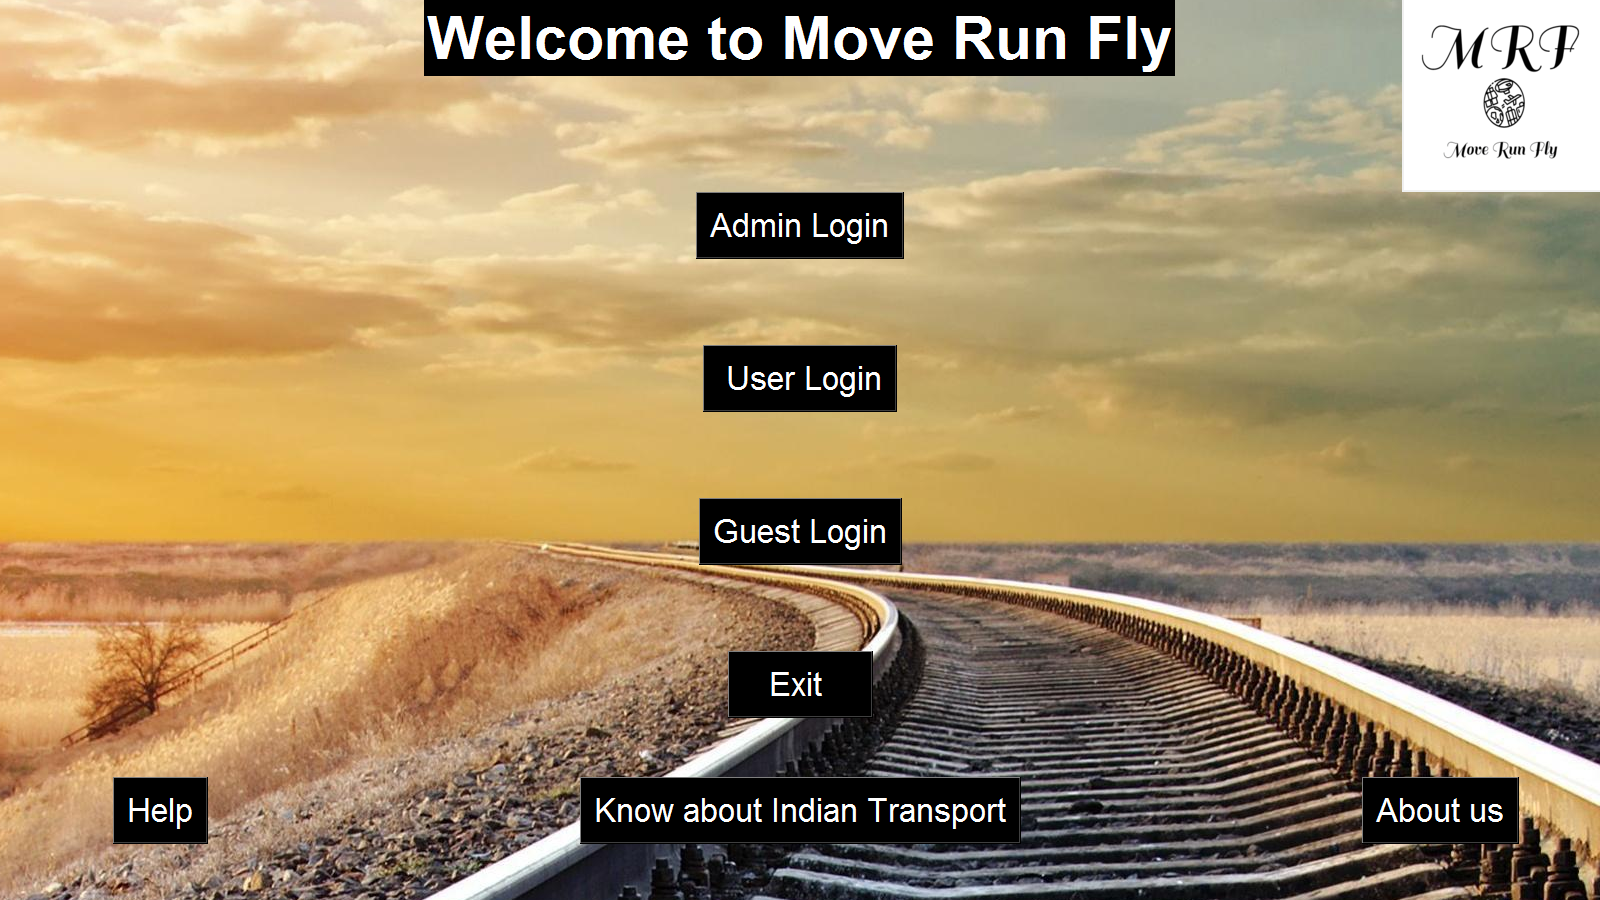 Welcome to Move Run Fly
MRF
Move Run Fly
Admin Login
User Login
Guest Login
Exit
Help
Know about Indian Transport
About us